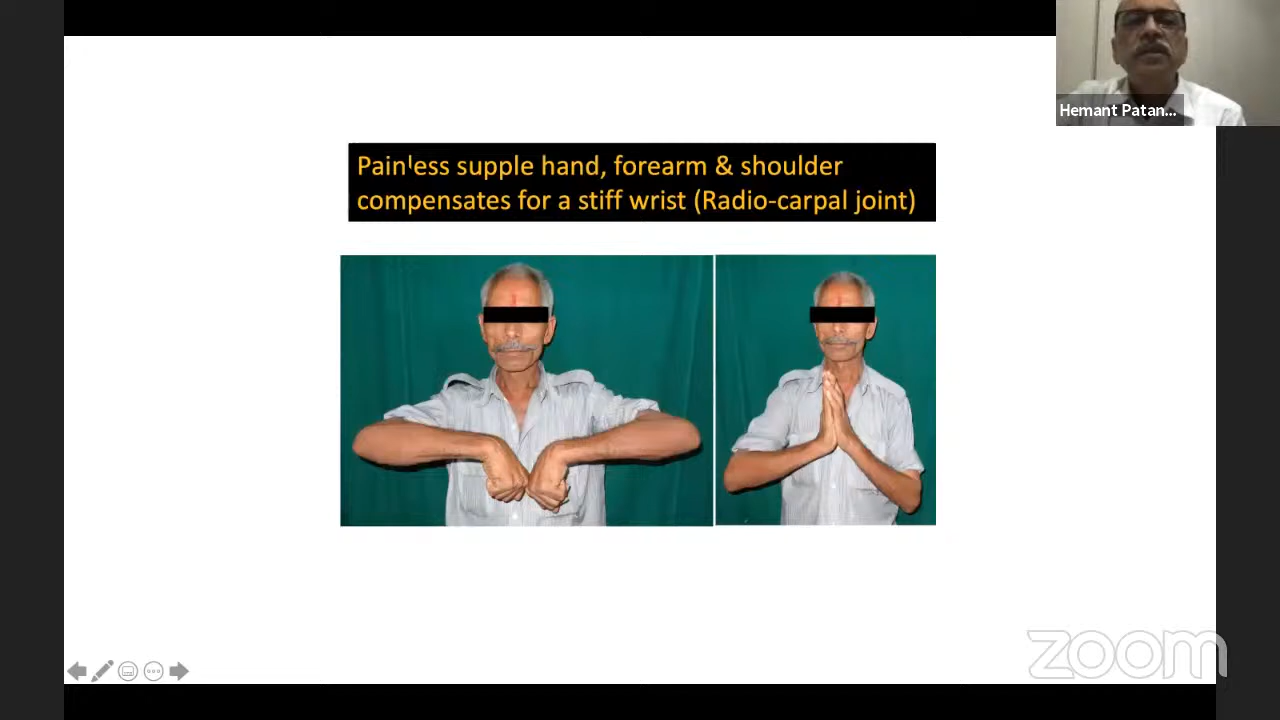 Hemant Patan...
Painless supple hand, forearm & shoulder
compensates for a stiff wrist (Radio-carpal joint)
zoom